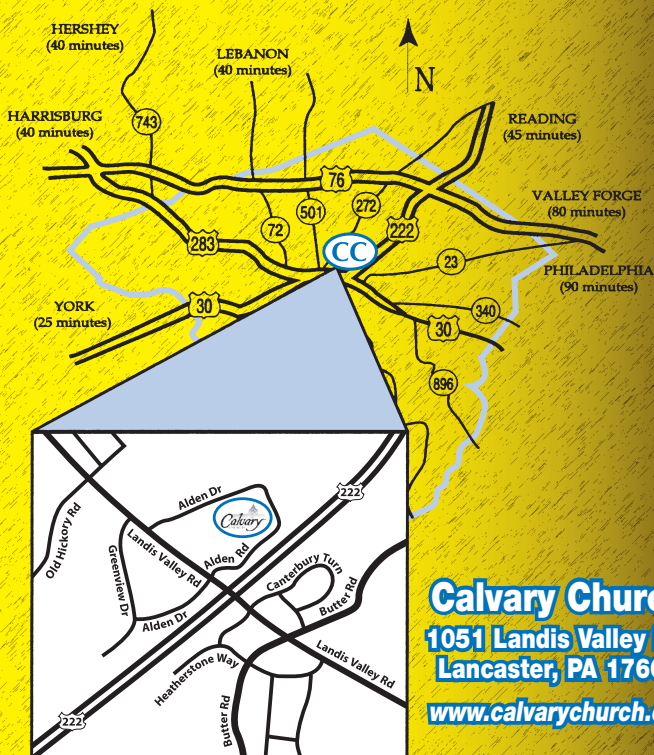 HERSHEY
(40 minutes)
LEBANON
(40 minutes)
N
HARRISBURG
(40 minutes)
743
READING
(45 minutes)
76
VALLEY FORGE
(80 minutes)
501
272
72
222
283
CC
23
PHILADELPHIA
(90 minutes)
YORK
(25 minutes)
30
340
30
896
222
Alden Dr
Calvary
Old Hickory Rd
Landis Valley Rd
Greenview Dr
Alden Rd
Canterbury Turn
Butter Rd
Alden Dr
Landis Valley Rd
Heatherstone Way
Butter Rd
222
Calvary Churc
1051 Landis Valley
Lancaster, PA 1760
www.calvarychurch.